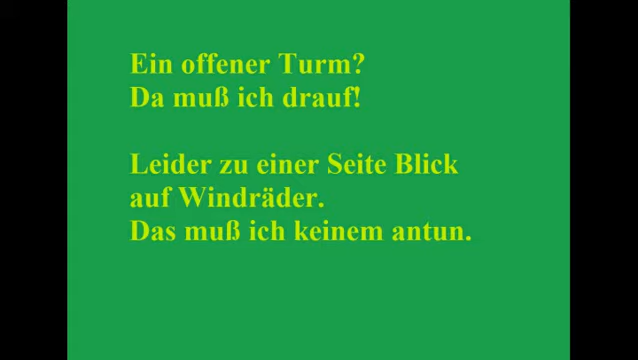 Ein offener Turm?
Da muß ich drauf!
Leider zu einer Seite Blick
auf Windräder.
Das muß ich keinem antun.